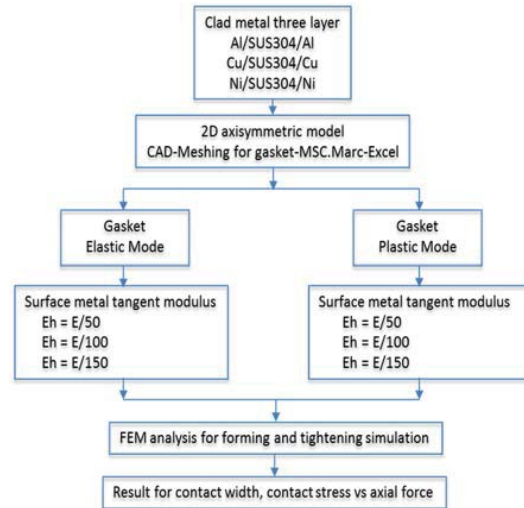 Clad metal three layer
Al/SUS304/Al
Cu/SUS304/Cu
Ni/SUS304/Ni
2D axisymmetric model
CAD-Meshing for gasket-MSC.Marc-Excel
Gasket
Elastic Mode
Gasket
Plastic Mode
Surface metal tangent modulus
Eh = E/50
Eh = E/100
Eh = E/150
Surface metal tangent modulus
Eh = E/50
Eh = E/100
Eh = E/150
FEM analysis for forming and tightening simulation
Result for contact width, contact stress vs axial force